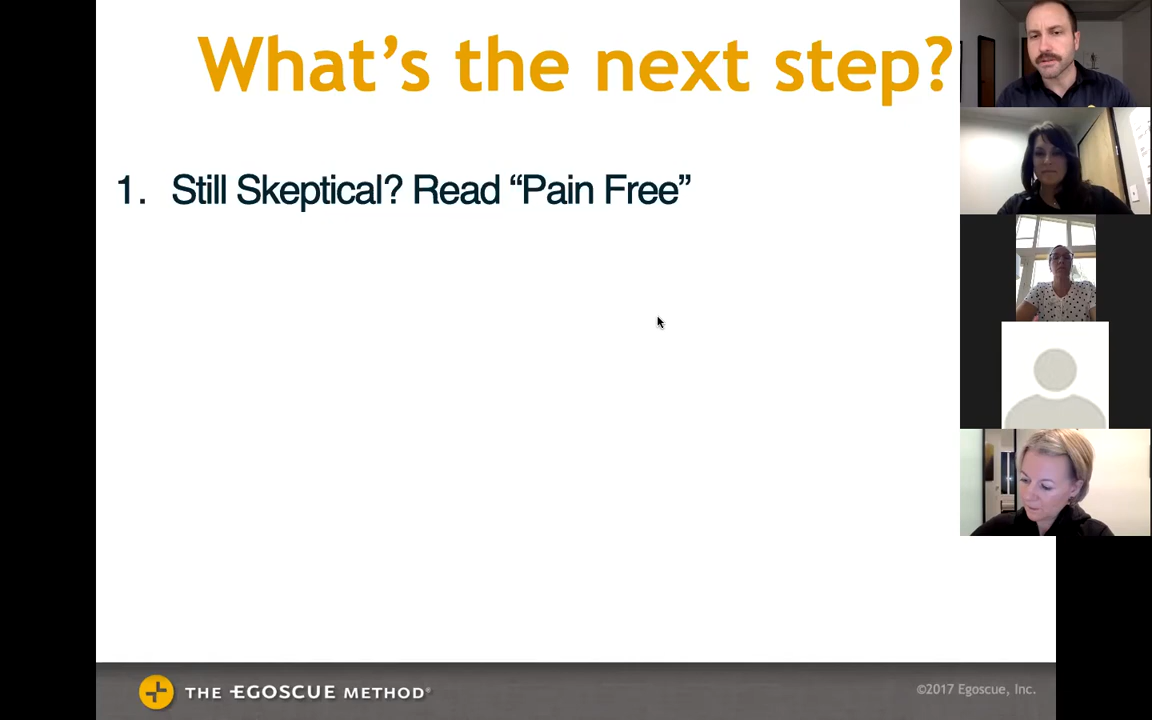 What’s the next step?
1. Still Skeptical? Read “Pain Free”
THE EGOSCUE METHOD®
©2017 Egoscue, Inc.